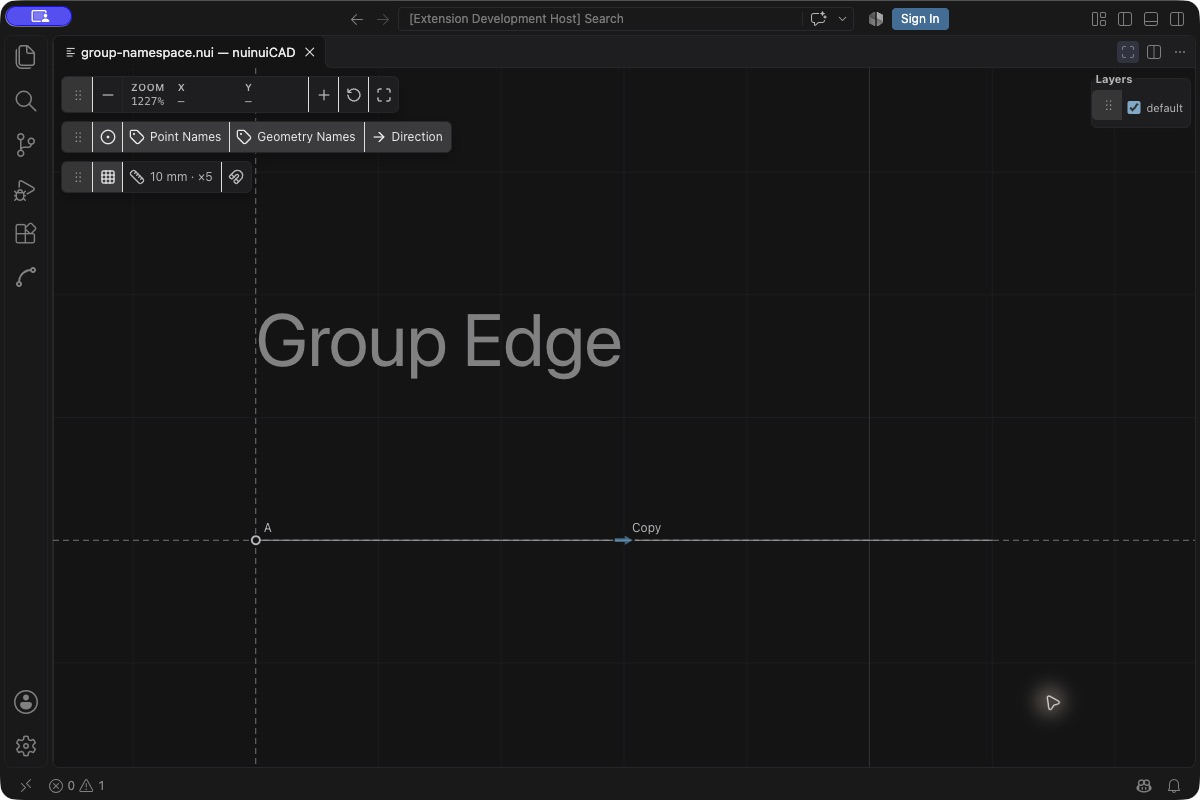 [Extension Development Host] Search
Sign In
group-namespace.nui — nuinuiCAD
ZOOM X Y
1227% – –
Point Names Geometry Names Direction
10 mm · ×5
Layers
default
Group Edge
A
Copy
0 1